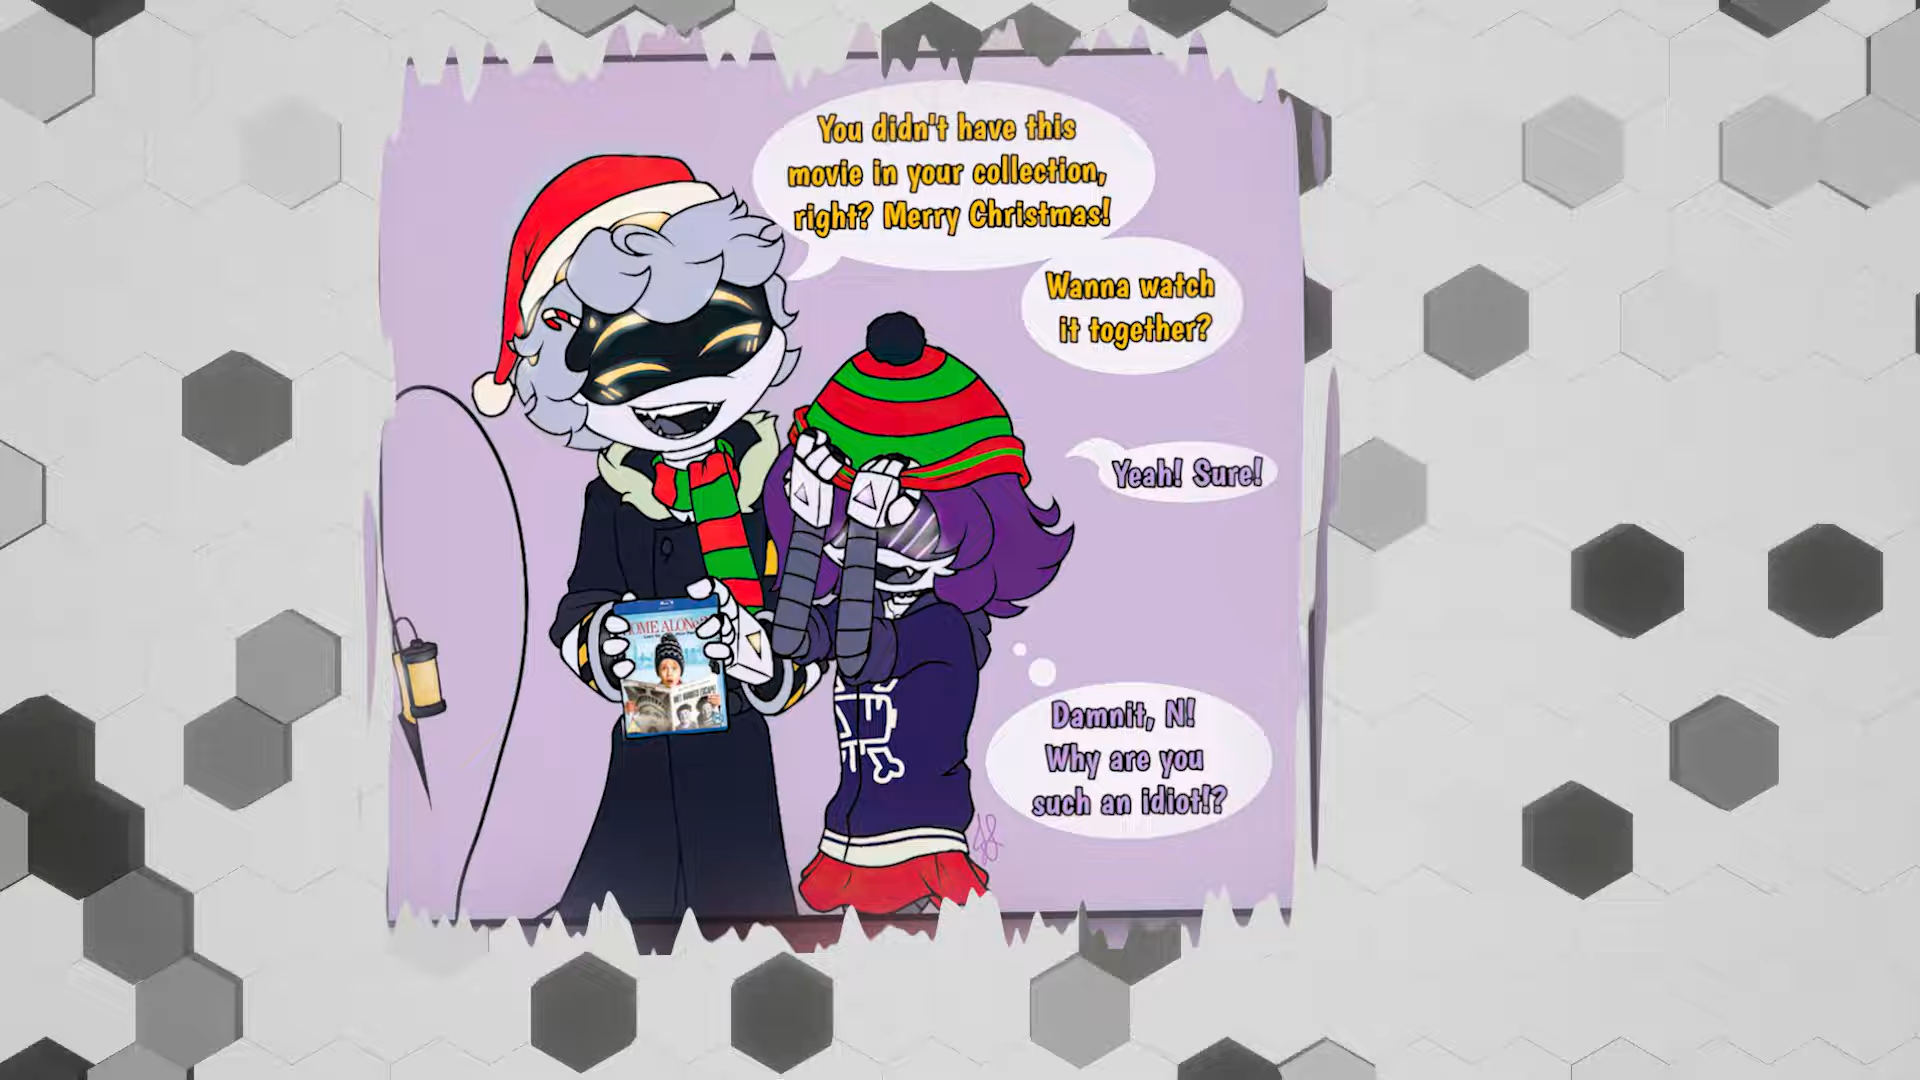 You didn't have this
movie in your collection,
right? Merry Christmas!
Wanna watch
it together?
Yeah! Sure!
HOME ALONE 2
Damnit, N!
Why are you
such an idiot!?